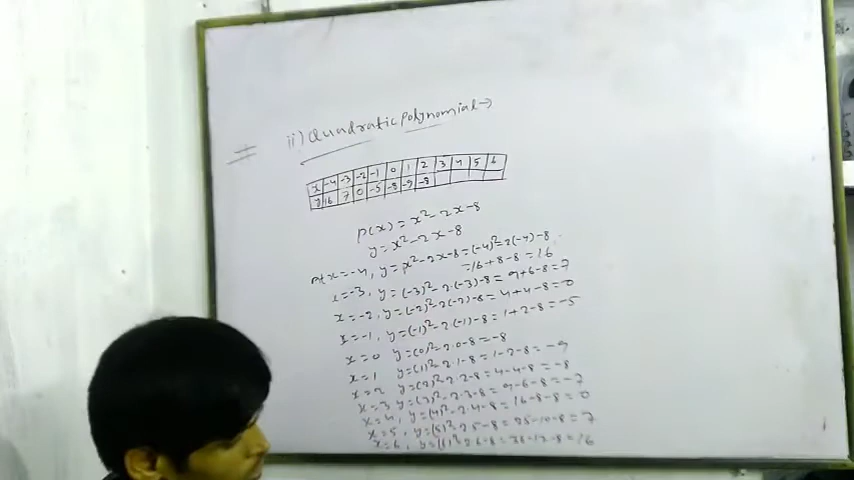 ii) Quadratic Polynomial →
x -4 -3 -2 -1 0 1 2 3 4 5 6
y 16 7 0 -5 -8 -9 -8
p(x) = x²-2x-8
y = x²-2x-8
At x = -4, y = x²-2x-8 = (-4)²-2(-4)-8
= 16+8-8 = 16
x = -3, y = (-3)²-2·(-3)-8 = 9+6-8 = 7
x = -2, y = (-2)²-2(-2)-8 = 4+4-8 = 0
x = -1, y = (-1)²-2(-1)-8 = 1+2-8 = -5
x = 0 y = (0)²-2·0-8 = -8
x = 1 y = (1)²-2·1-8 = 1-2-8 = -9
x = 2 y = (2)²-2·2-8 = 4-4-8 = -8
x = 3 y = (3)²-2·3-8 = 9-6-8 = -7
x = 4, y = (4)²-2·4-8 = 16-8-8 = 0
x = 5, y = (5)²-2·5-8 = 25-10-8 = 7
x = 6, y = (6)²-2·6-8 = 36-12-8 = 16